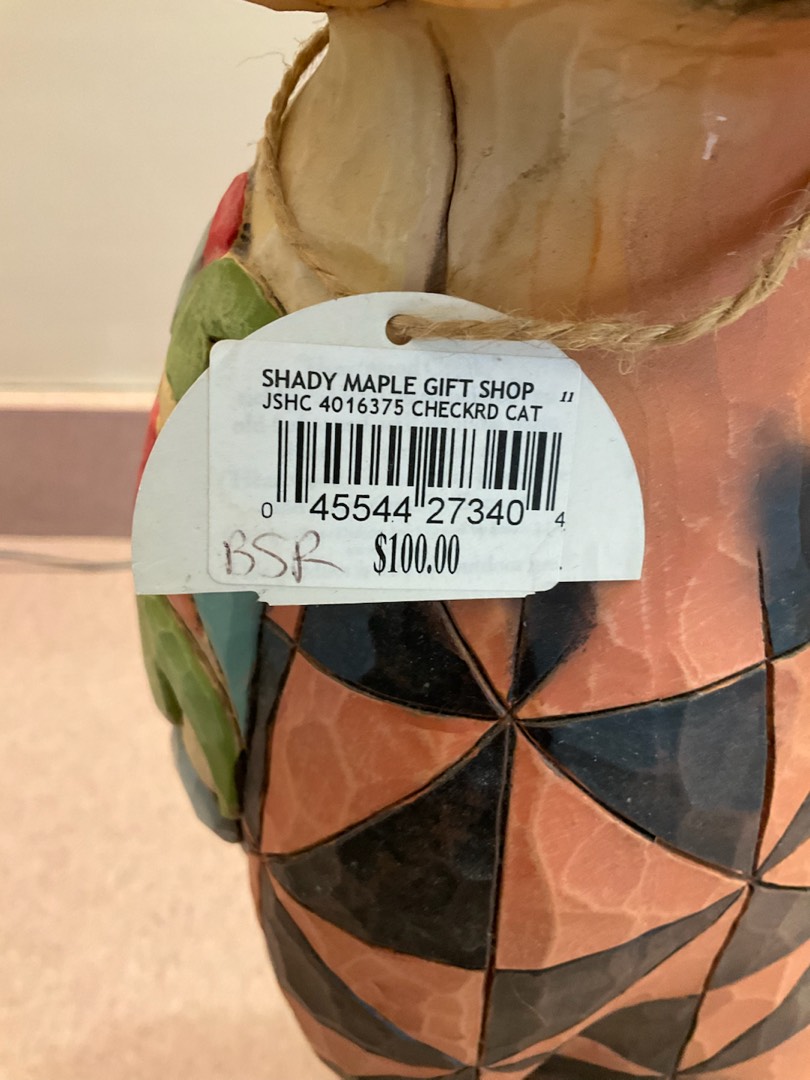 SHADY MAPLE GIFT SHOP 11
JSHC 4016375 CHECKRD CAT
0 45544 27340 4
BSR $100.00